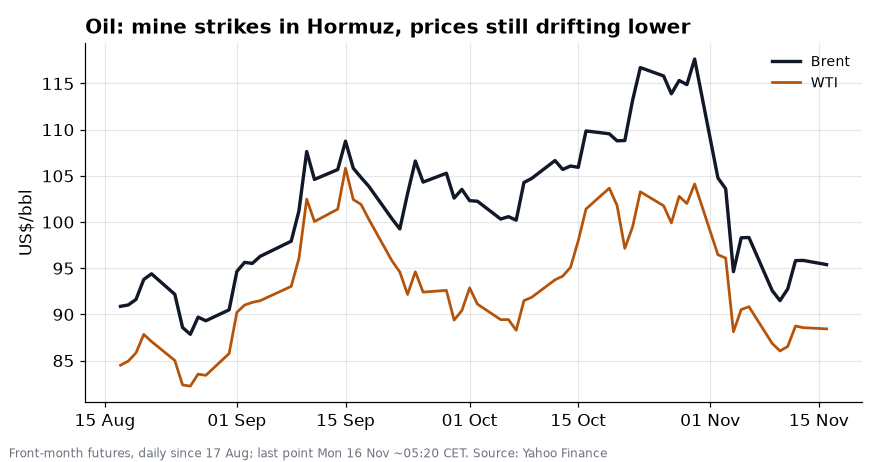 Oil: mine strikes in Hormuz, prices still drifting lower
Brent
WTI
US$/bbl
115
110
105
100
95
90
85
15 Aug
01 Sep
15 Sep
01 Oct
15 Oct
01 Nov
15 Nov
Front-month futures, daily since 17 Aug; last point Mon 16 Nov ~05:20 CET. Source: Yahoo Finance